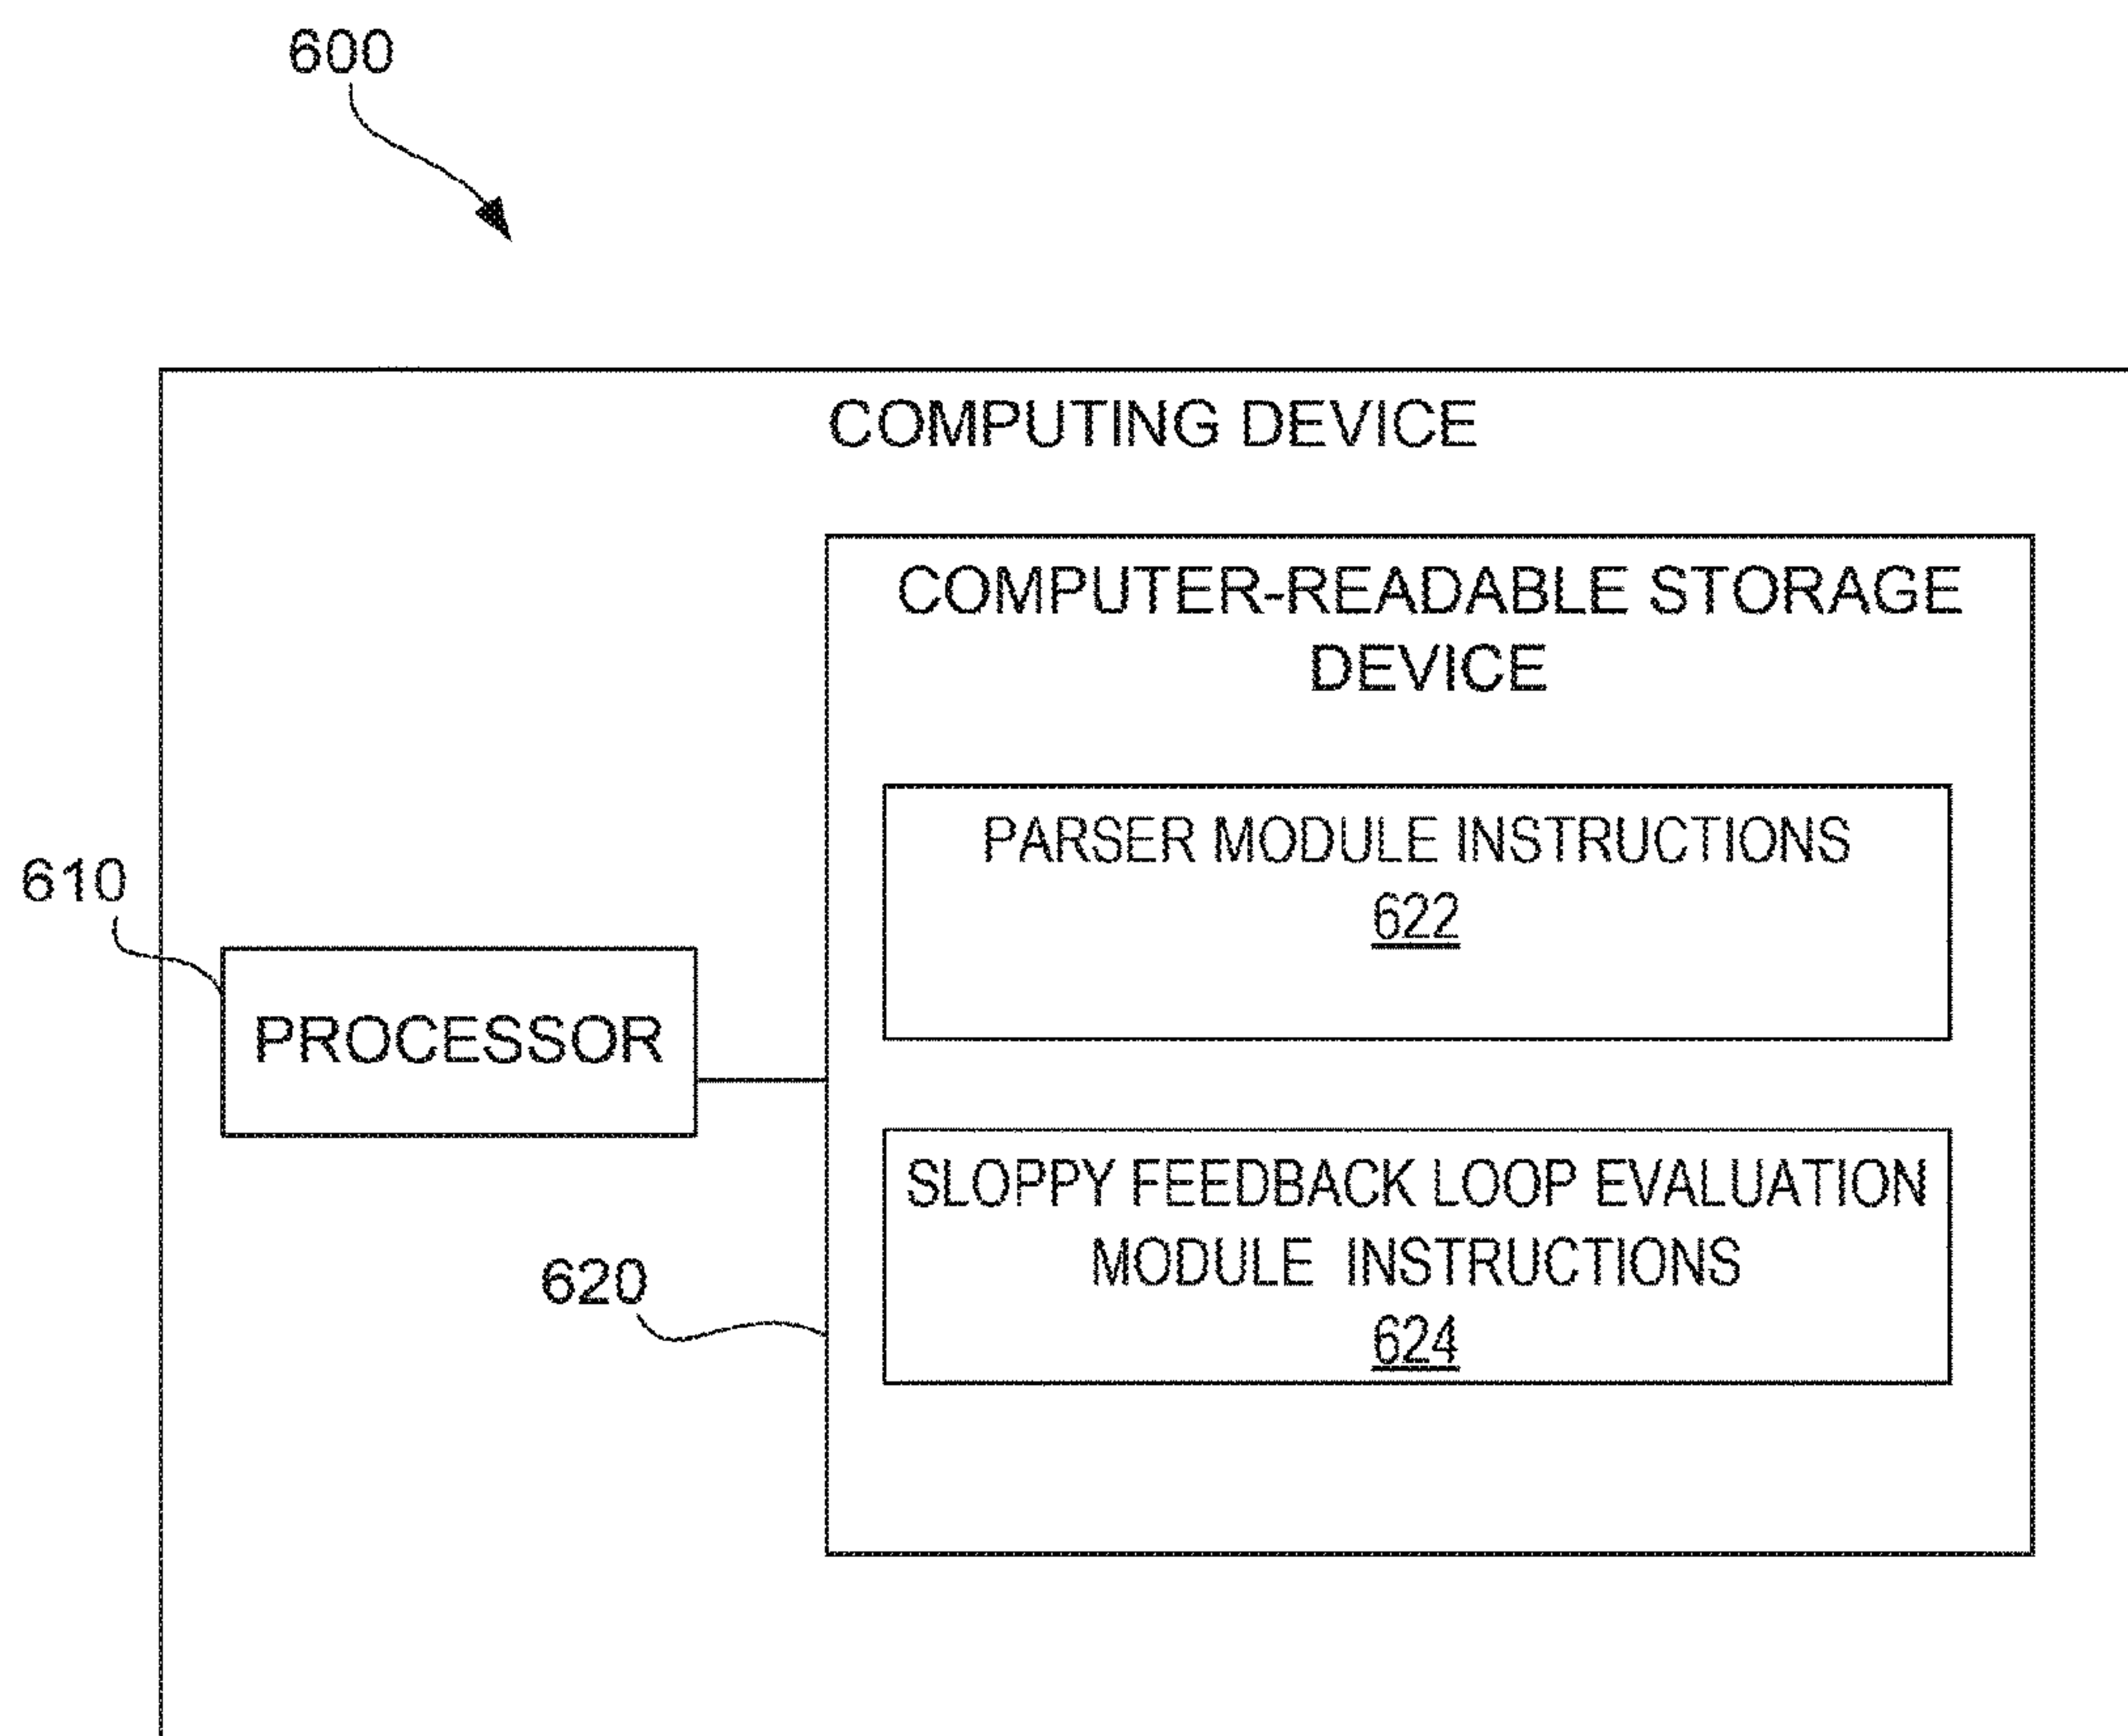 600
COMPUTING DEVICE
COMPUTER-READABLE STORAGE
DEVICE
PARSER MODULE INSTRUCTIONS
622
610
PROCESSOR
SLOPPY FEEDBACK LOOP EVALUATION
MODULE INSTRUCTIONS
624
620